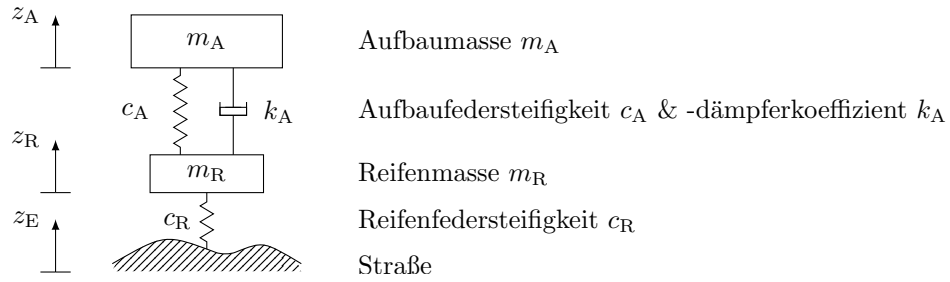 z_A
m_A
Aufbaumasse m_A
c_A
k_A
Aufbaufedersteifigkeit c_A & -dämpferkoeffizient k_A
z_R
m_R
Reifenmasse m_R
z_E
c_R
Reifenfedersteifigkeit c_R
Straße